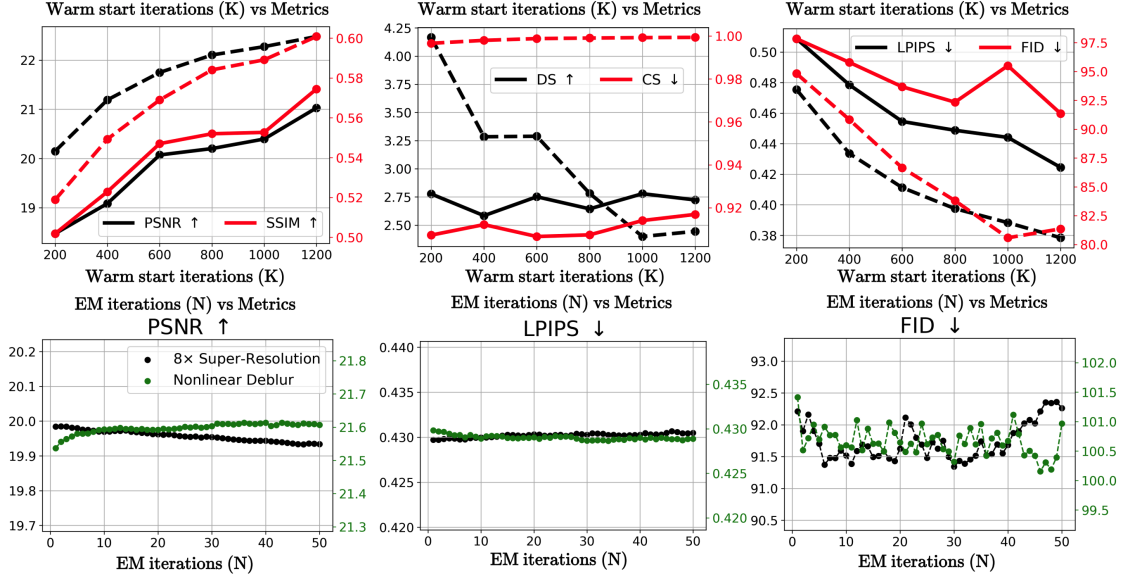 Warm start iterations (K) vs Metrics
22
21
20
19
0.60
0.58
0.56
0.54
0.52
0.50
PSNR ↑ SSIM ↑
200 400 600 800 1000 1200
Warm start iterations (K)
Warm start iterations (K) vs Metrics
4.25
4.00
3.75
3.50
3.25
3.00
2.75
2.50
1.00
0.98
0.96
0.94
0.92
DS ↑ CS ↓
200 400 600 800 1000 1200
Warm start iterations (K)
Warm start iterations (K) vs Metrics
0.50
0.48
0.46
0.44
0.42
0.40
0.38
97.5
95.0
92.5
90.0
87.5
85.0
82.5
80.0
LPIPS ↓ FID ↓
200 400 600 800 1000 1200
Warm start iterations (K)
EM iterations (N) vs Metrics
PSNR ↑
20.2
20.1
20.0
19.9
19.8
19.7
21.8
21.7
21.6
21.5
21.4
21.3
8× Super-Resolution
Nonlinear Deblur
0 10 20 30 40 50
EM iterations (N)
EM iterations (N) vs Metrics
LPIPS ↓
0.440
0.435
0.430
0.425
0.420
0.435
0.430
0.425
0.420
0 10 20 30 40 50
EM iterations (N)
EM iterations (N) vs Metrics
FID ↓
93.0
92.5
92.0
91.5
91.0
90.5
102.0
101.5
101.0
100.5
100.0
99.5
0 10 20 30 40 50
EM iterations (N)